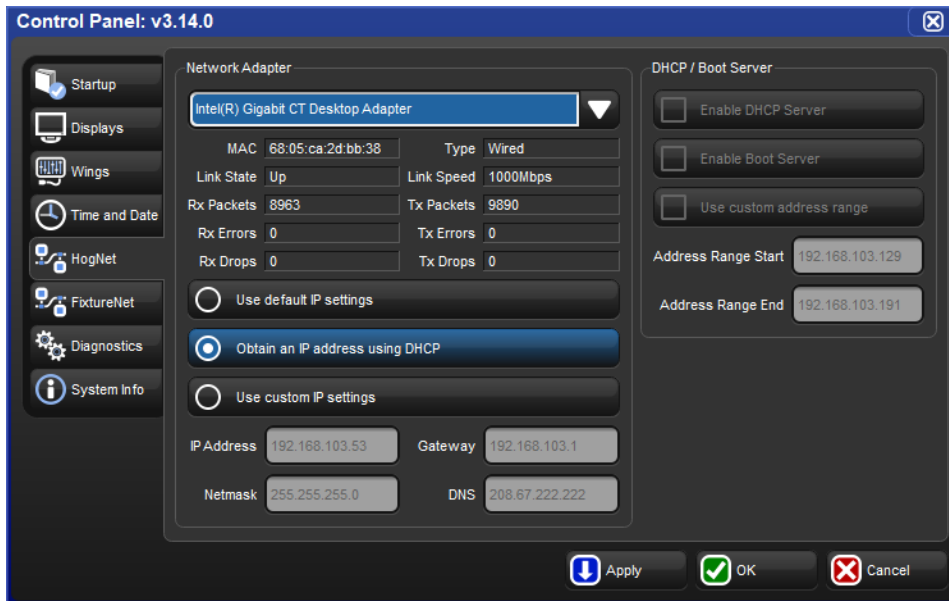 Control Panel: v3.14.0
Startup
Displays
Wings
Time and Date
HogNet
FixtureNet
Diagnostics
System Info
Network Adapter
Intel(R) Gigabit CT Desktop Adapter
MAC 68:05:ca:2d:bb:38 Type Wired
Link State Up Link Speed 1000Mbps
Rx Packets 8963 Tx Packets 9890
Rx Errors 0 Tx Errors 0
Rx Drops 0 Tx Drops 0
Use default IP settings
Obtain an IP address using DHCP
Use custom IP settings
IP Address 192.168.103.53 Gateway 192.168.103.1
Netmask 255.255.255.0 DNS 208.67.222.222
DHCP / Boot Server
Enable DHCP Server
Enable Boot Server
Use custom address range
Address Range Start 192.168.103.129
Address Range End 192.168.103.191
Apply OK Cancel